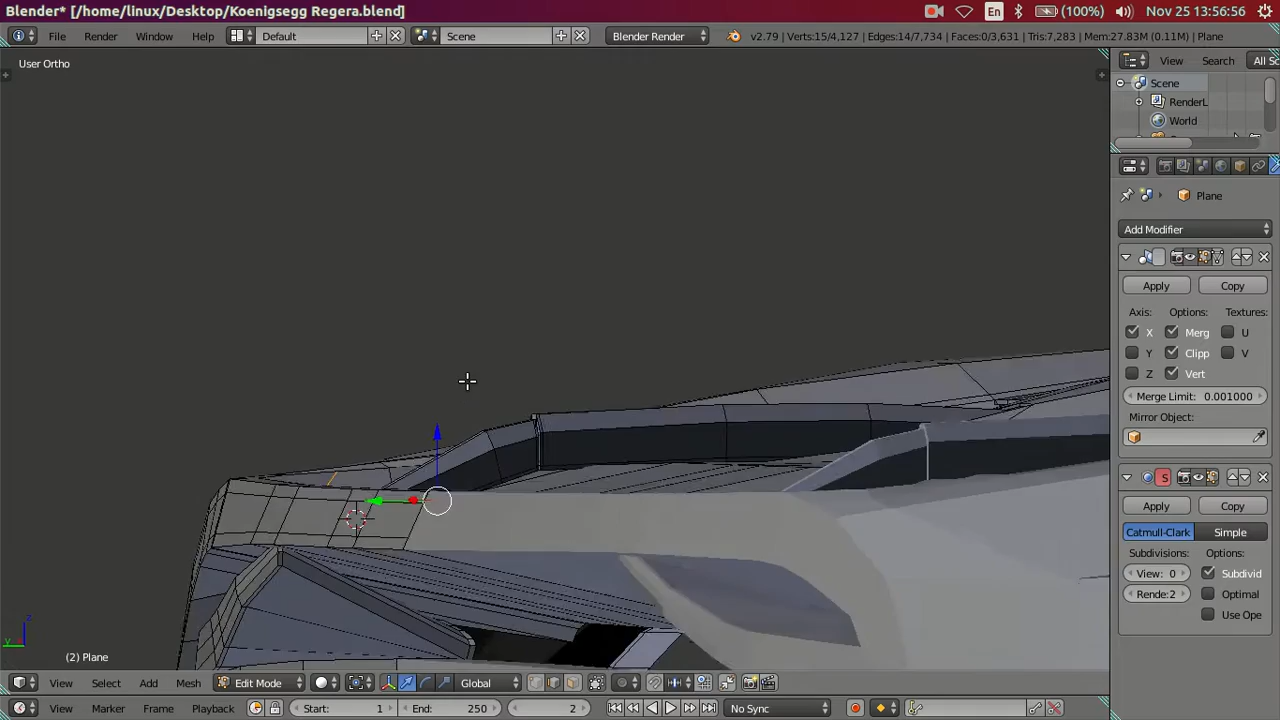 Blender* [/home/linux/Desktop/Koenigsegg Regera.blend]
En
(100%)
Nov 25 13:56:56
File
Render
Window
Help
Default
Scene
Blender Render
v2.79 | Verts:15/4,127 | Edges:14/7,734 | Faces:0/3,631 | Tris:7,283 | Mem:27.83M (0.11M) | Plane
User Ortho
View
Search
All Sc
Scene
RenderL
World
Plane
Add Modifier
Apply
Copy
Axis:
Options:
Textures:
X
Merg
U
Y
Clipp
V
Z
Vert
Merge Limit: 0.001000
Mirror Object:
S
Apply
Copy
Catmull-Clark
Simple
Subdivisions:
Options:
View: 0
Subdivid
Rende:2
Optimal
Use Ope
z
y
(2) Plane
View
Select
Add
Mesh
Edit Mode
Global
View
Marker
Frame
Playback
Start: 1
End: 250
2
No Sync